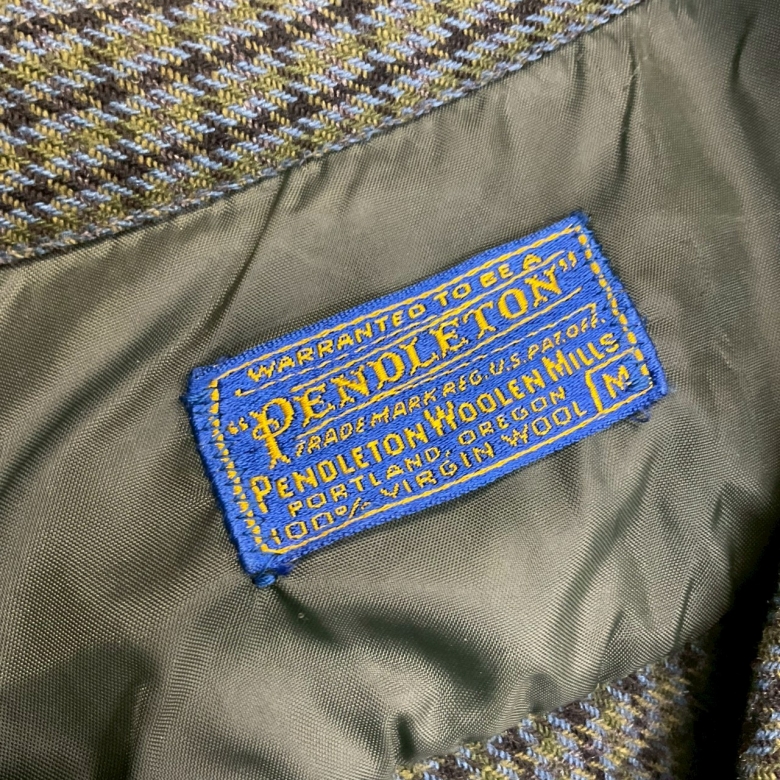 WARRANTED TO BE A
"PENDLETON"
TRADE MARK REG. U.S. PAT. OFF.
PENDLETON WOOLEN MILLS
PORTLAND, OREGON
100% VIRGIN WOOL
M